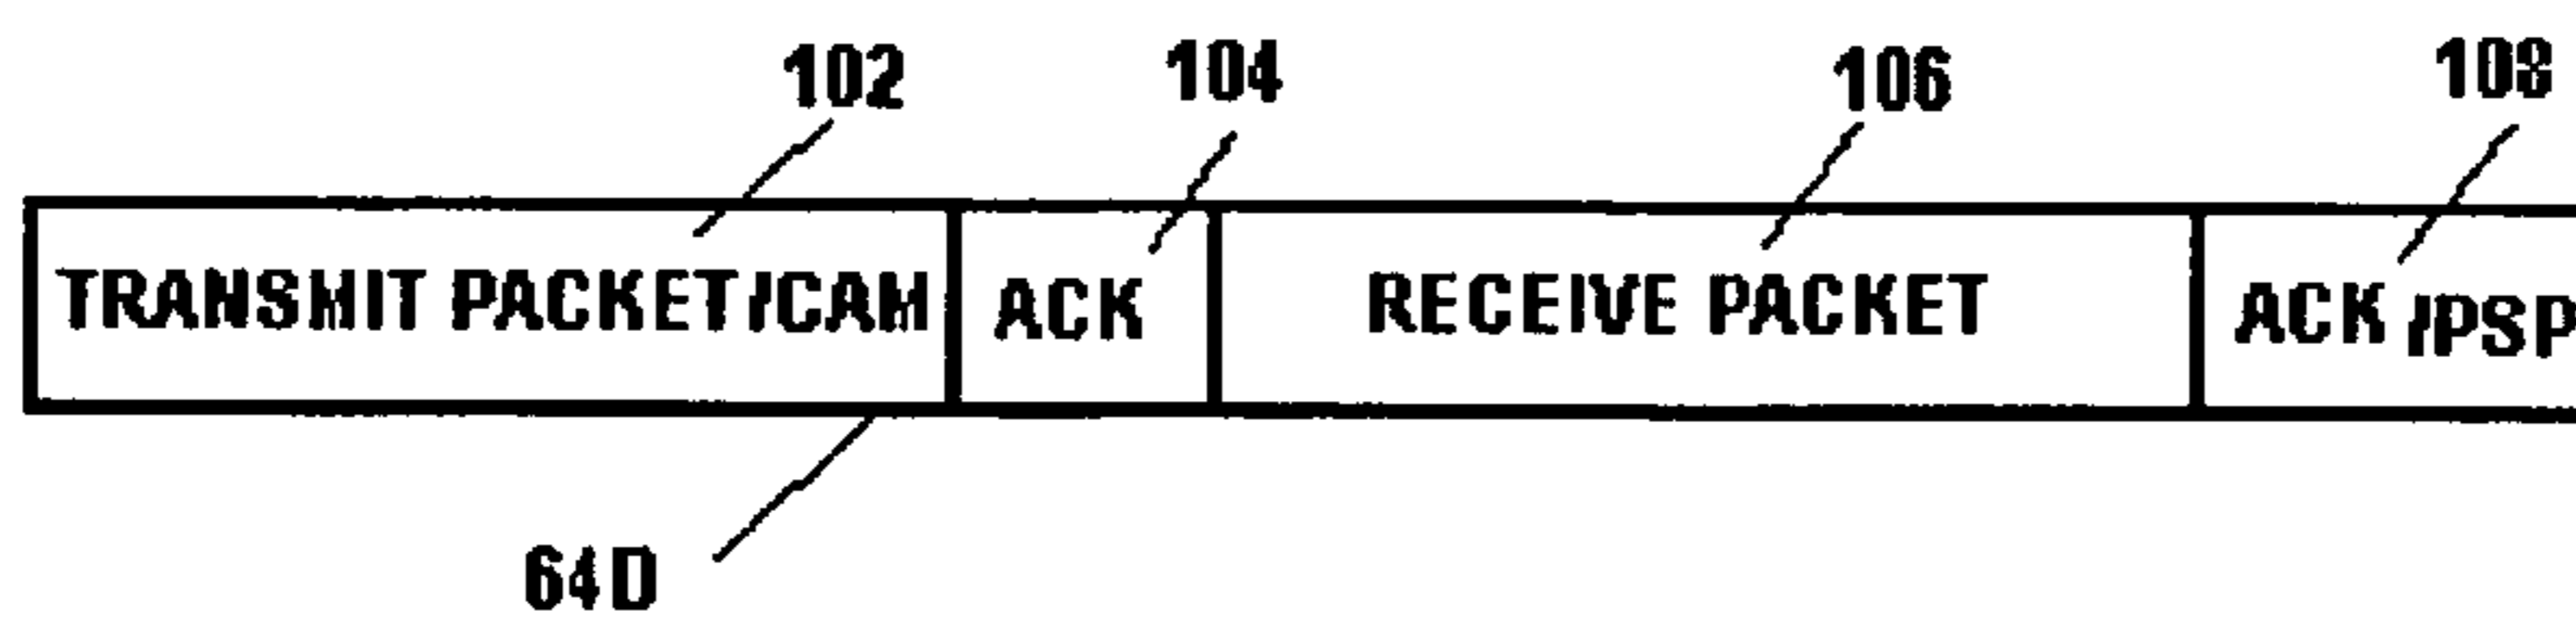 102 104 106 108
TRANSMIT PACKET/CAM ACK RECEIVE PACKET ACK /PSP
64D